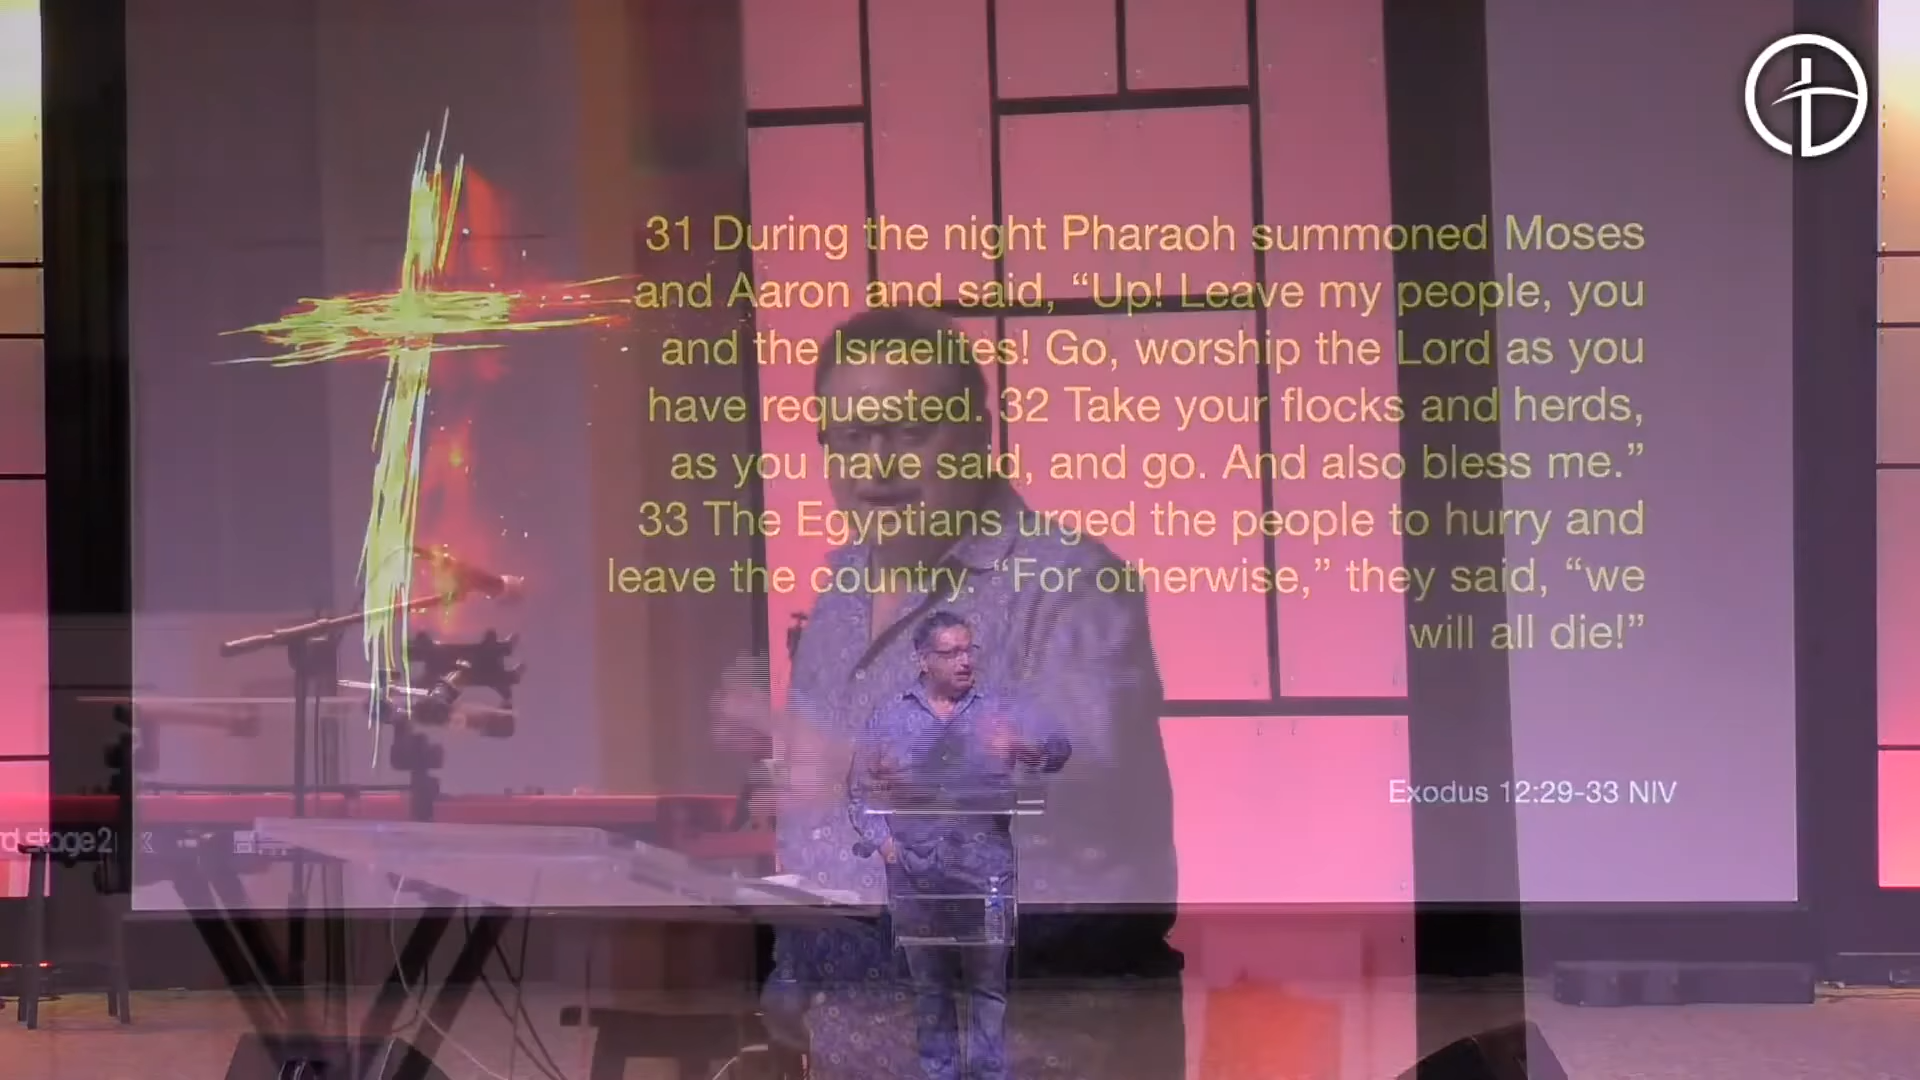 31 During the night Pharaoh summoned Moses
and Aaron and said, “Up! Leave my people, you
and the Israelites! Go, worship the Lord as you
have requested. 32 Take your flocks and herds,
as you have said, and go. And also bless me.”
33 The Egyptians urged the people to hurry and
leave the country. “For otherwise,” they said, “we
will all die!”
Exodus 12:29-33 NIV
stage 2